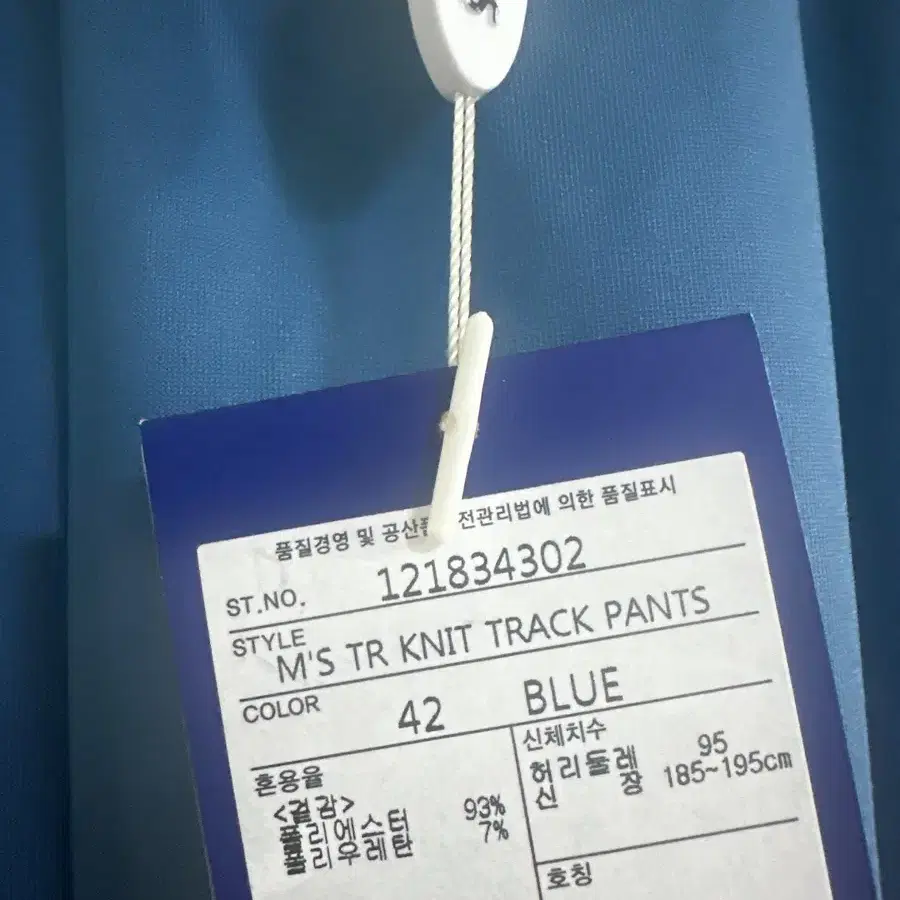 품질경영 및 공산품 전관리법에 의한 품질표시
ST.NO. 121834302
STYLE M'S TR KNIT TRACK PANTS
COLOR 42 BLUE
혼용율
<겉감>
폴리에스터 93%
폴리우레탄 7%
신체치수
허리둘레 95
신장 185~195cm
호칭